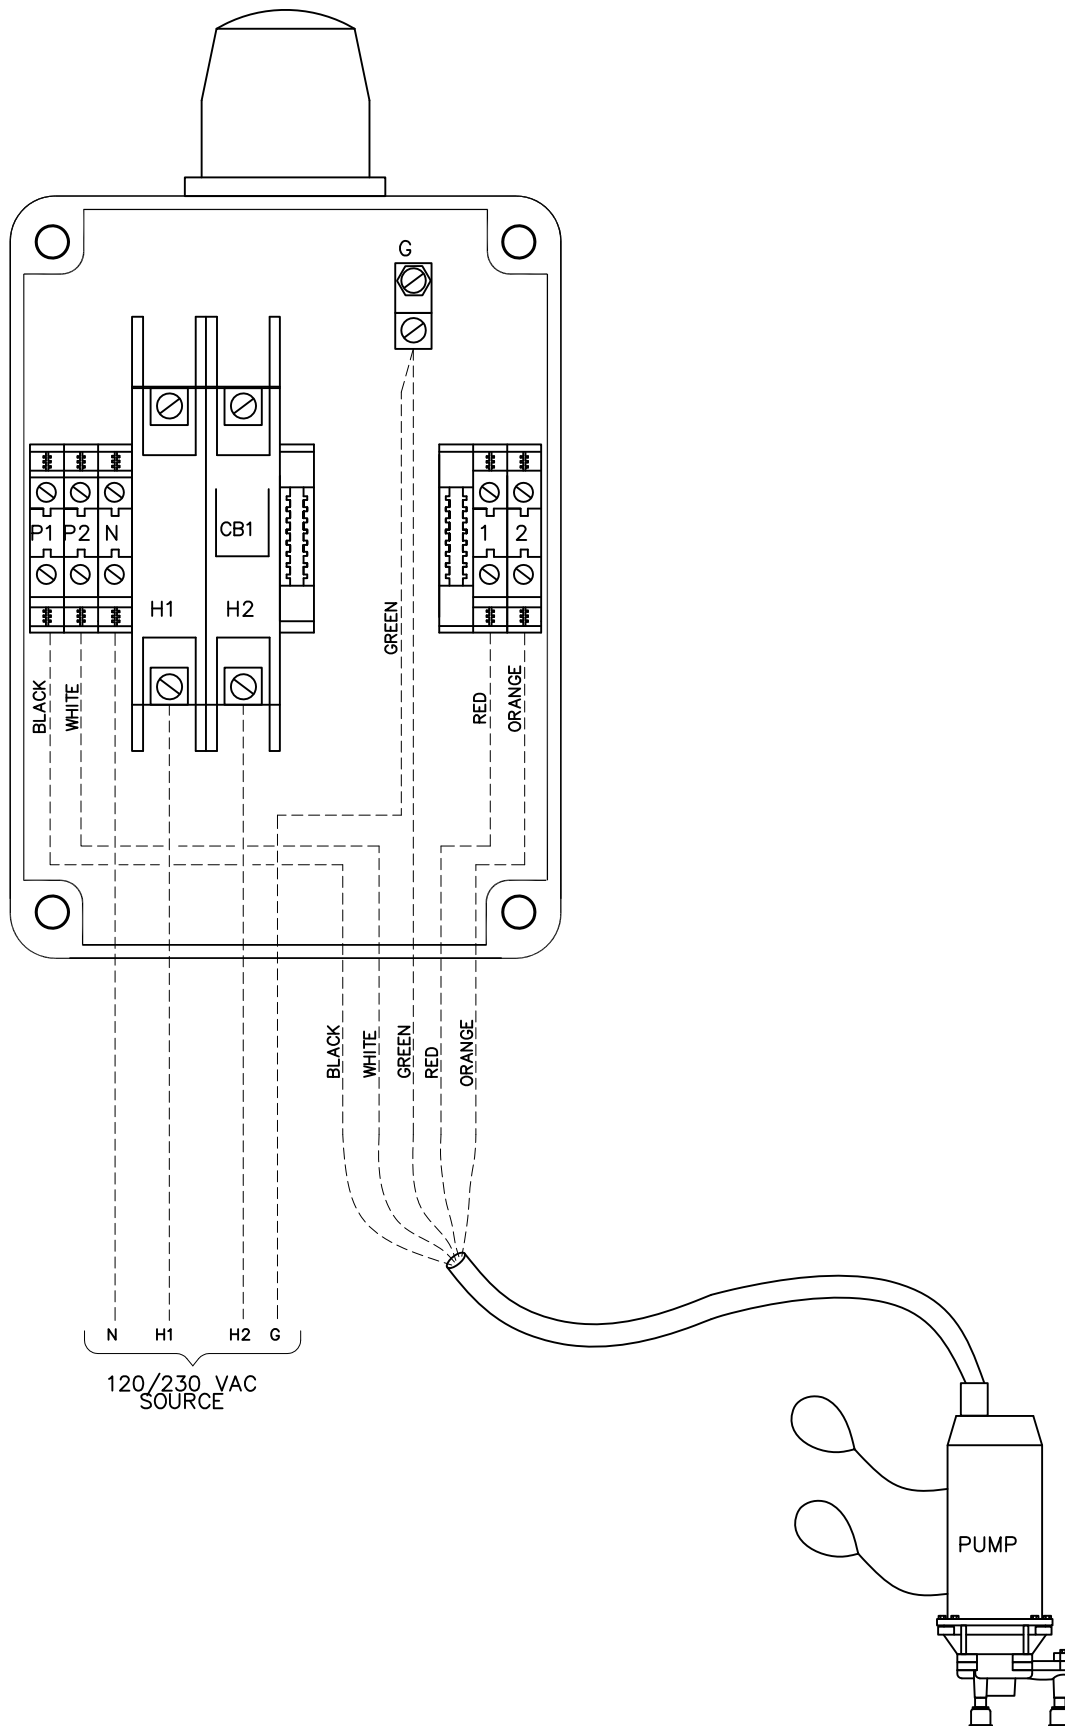 G
P1 P2 N
CB1
1 2
H1 H2
GREEN
BLACK
WHITE
RED
ORANGE
BLACK
WHITE
GREEN
RED
ORANGE
N H1 H2 G
120/230 VAC
SOURCE
PUMP